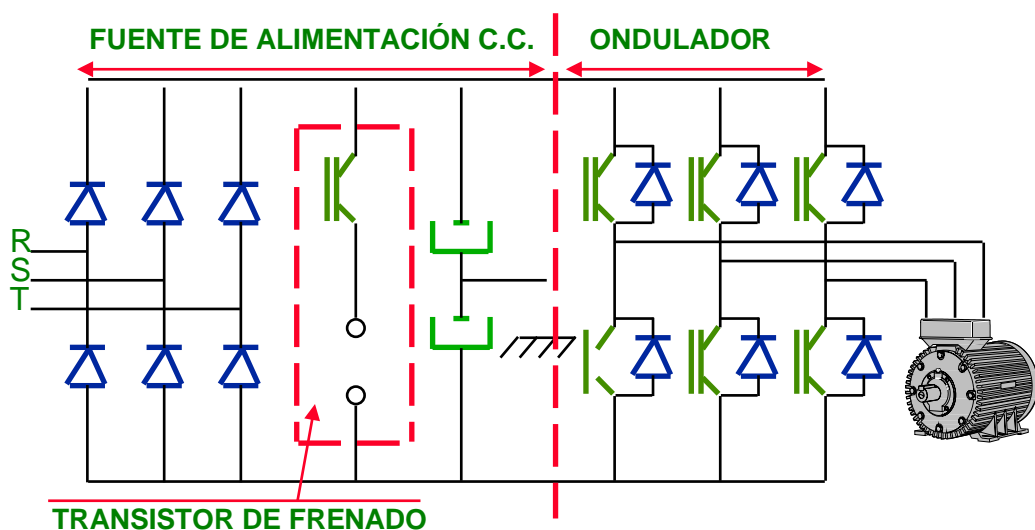 FUENTE DE ALIMENTACIÓN C.C.
ONDULADOR
R
S
T
TRANSISTOR DE FRENADO